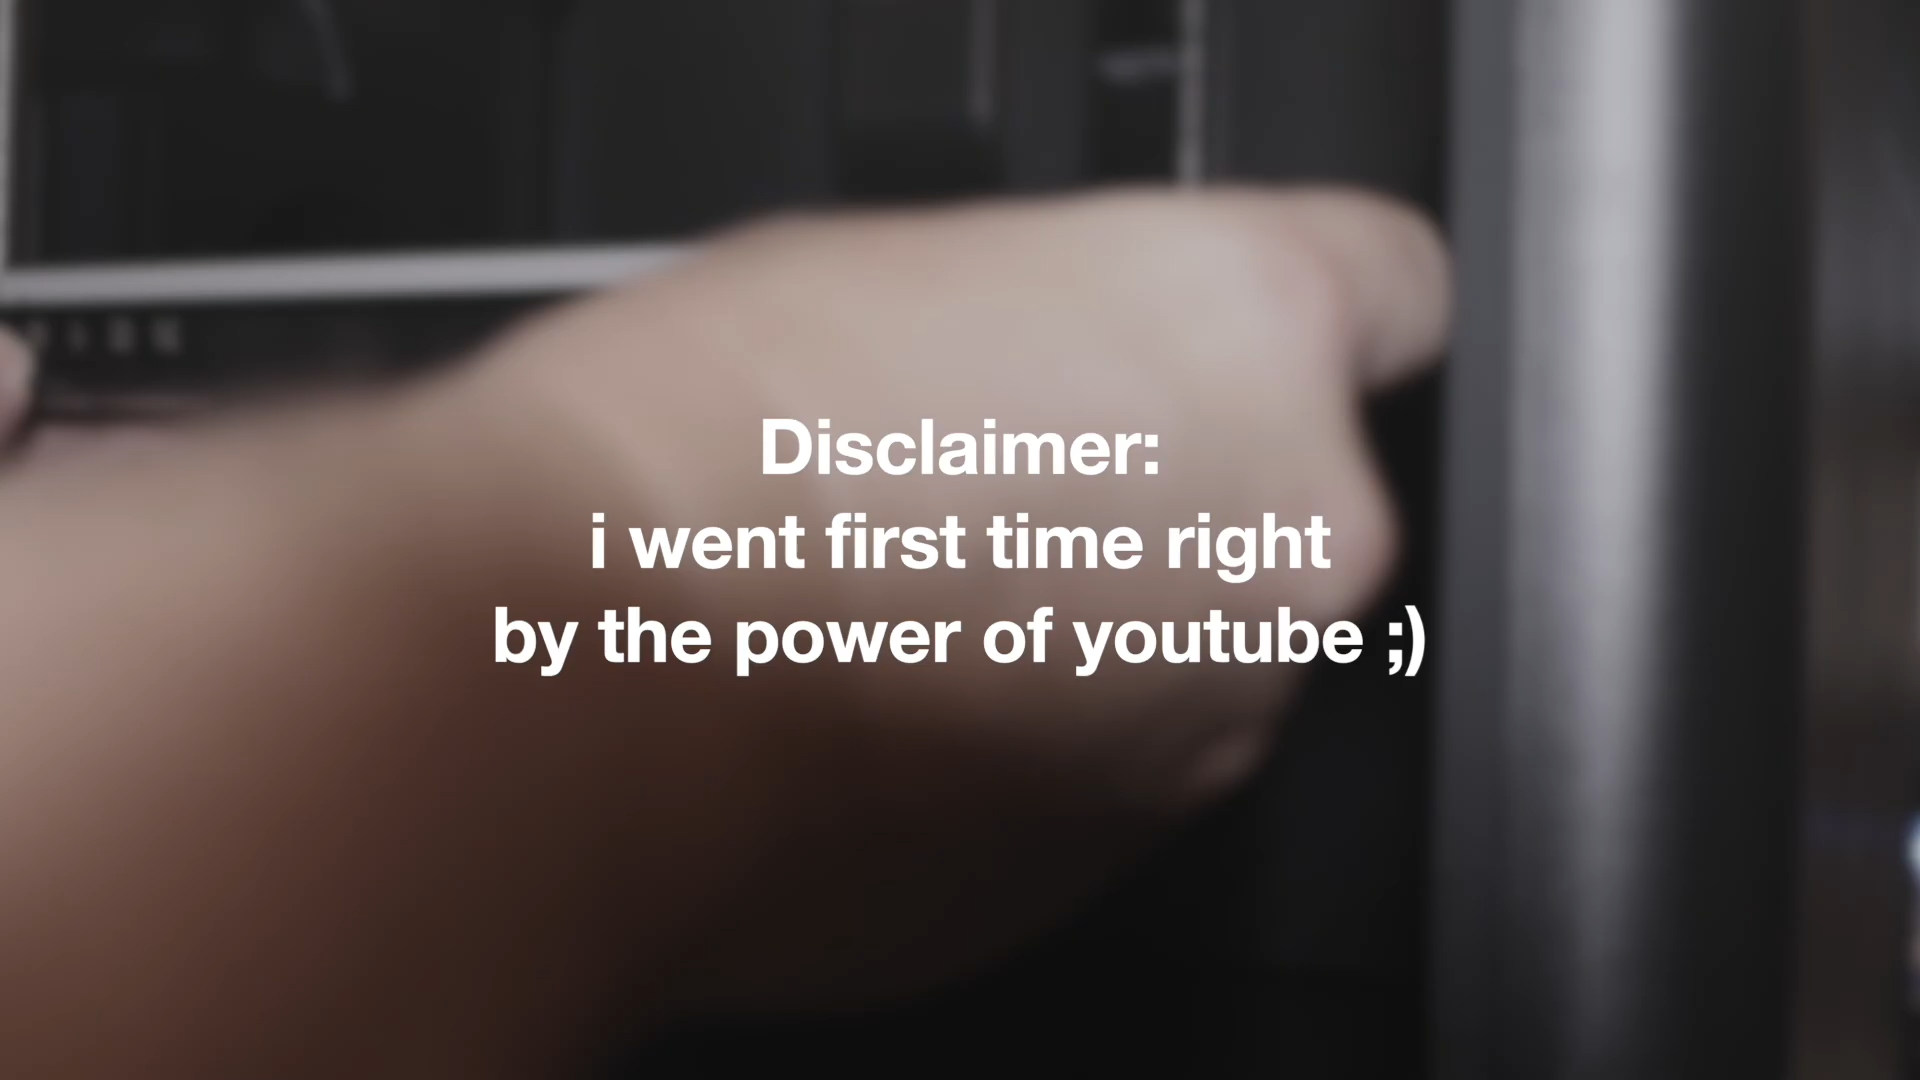 Disclaimer:
i went first time right
by the power of youtube ;)